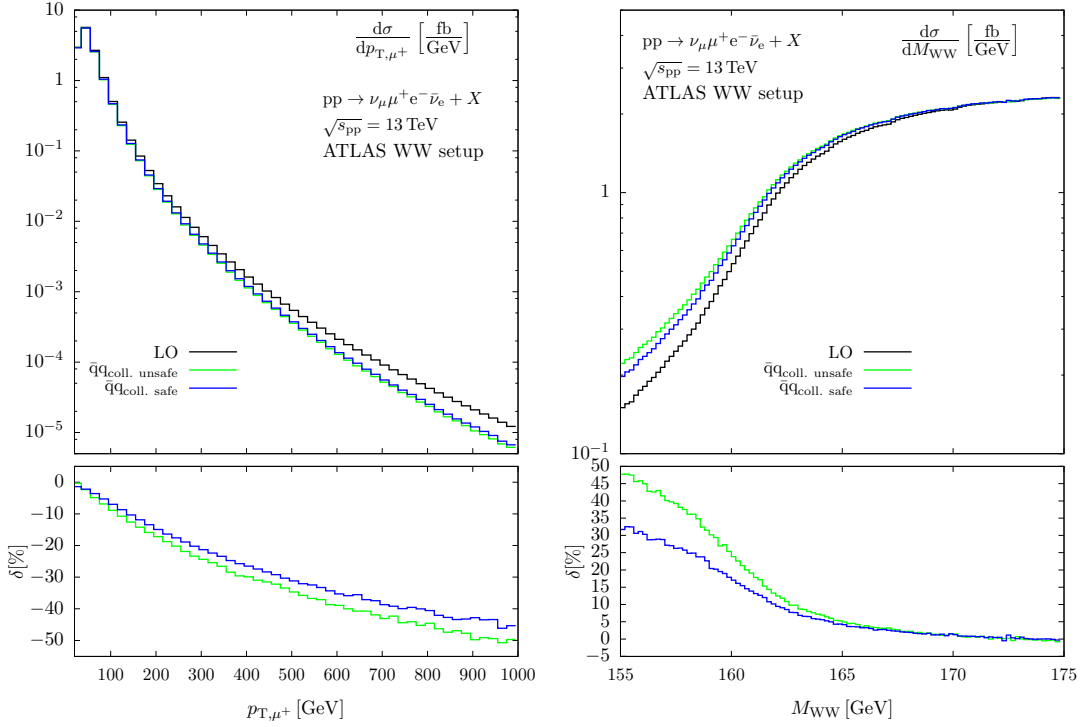 10
1
10⁻¹
10⁻²
10⁻³
10⁻⁴
10⁻⁵
dσ/dp_T,μ⁺ [fb/GeV]
pp → ν_μμ⁺e⁻ν̄_e + X
√s_pp = 13 TeV
ATLAS WW setup
LO
q̄q_coll. unsafe
q̄q_coll. safe
0
−10
−20
−30
−40
−50
δ[%]
100 200 300 400 500 600 700 800 900 1000
p_T,μ⁺ [GeV]
pp → ν_μμ⁺e⁻ν̄_e + X
√s_pp = 13 TeV
ATLAS WW setup
dσ/dM_WW [fb/GeV]
1
10⁻¹
LO
q̄q_coll. unsafe
q̄q_coll. safe
50
45
40
35
30
25
20
15
10
5
0
−5
δ[%]
155 160 165 170 175
M_WW [GeV]